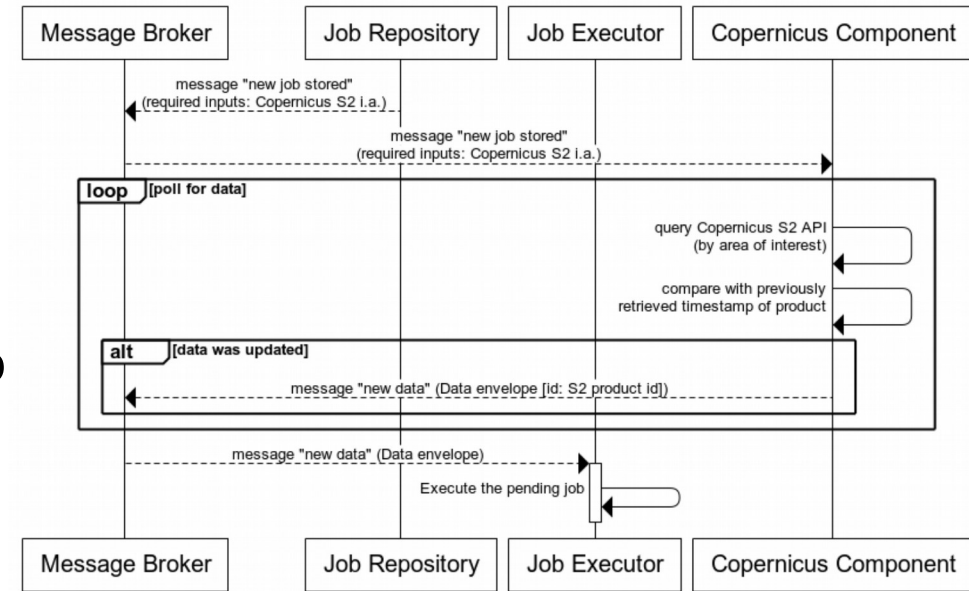 Message Broker
Job Repository
Job Executor
Copernicus Component
message "new job stored"
(required inputs: Copernicus S2 i.a.)
message "new job stored"
(required inputs: Copernicus S2 i.a.)
loop
[poll for data]
query Copernicus S2 API
(by area of interest)
compare with previously
retrieved timestamp of product
alt
[data was updated]
message "new data" (Data envelope [id: S2 product id])
message "new data" (Data envelope)
Execute the pending job
Message Broker
Job Repository
Job Executor
Copernicus Component